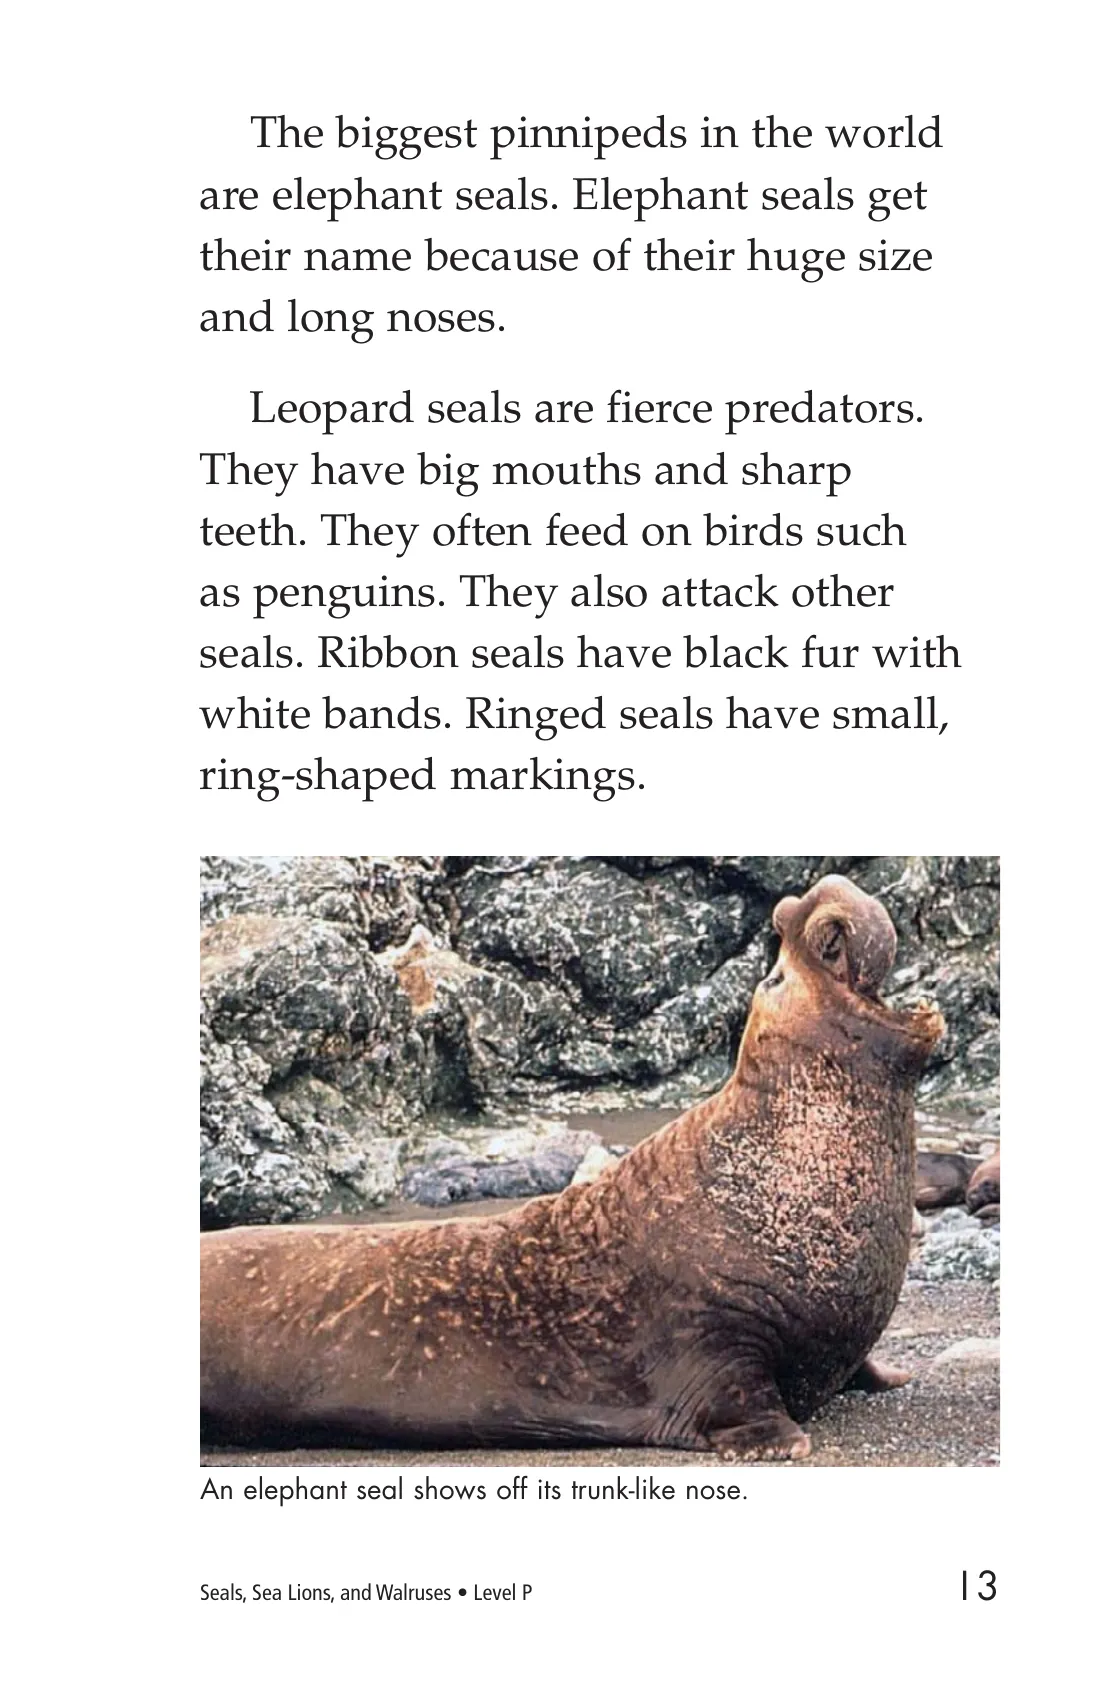 The biggest pinnipeds in the world
are elephant seals. Elephant seals get
their name because of their huge size
and long noses.
Leopard seals are fierce predators.
They have big mouths and sharp
teeth. They often feed on birds such
as penguins. They also attack other
seals. Ribbon seals have black fur with
white bands. Ringed seals have small,
ring-shaped markings.
An elephant seal shows off its trunk-like nose.
Seals, Sea Lions, and Walruses • Level P
13